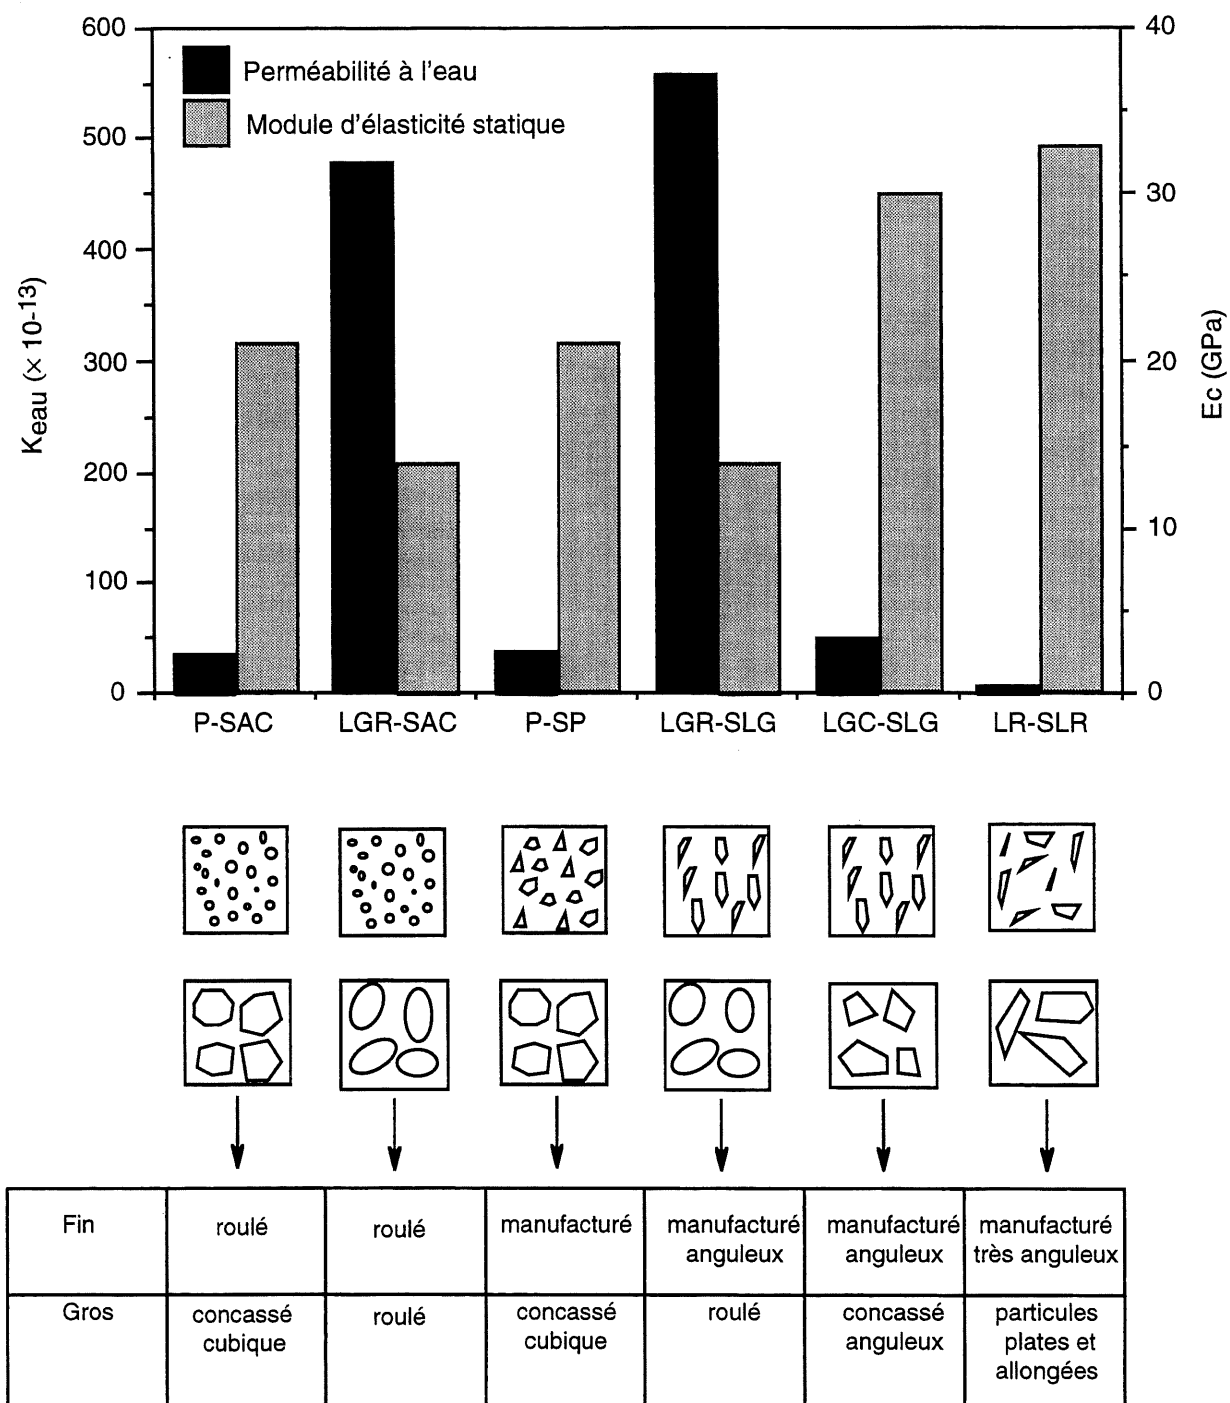 600
500
400
300
200
100
0
Keau (× 10-13)
Perméabilité à l'eau
Module d'élasticité statique
40
30
20
10
0
Ec (GPa)
P-SAC LGR-SAC P-SP LGR-SLG LGC-SLG LR-SLR
Fin roulé roulé manufacturé manufacturé manufacturé manufacturé
anguleux anguleux très anguleux
Gros concassé roulé concassé roulé concassé particules
cubique cubique anguleux plates et
allongées